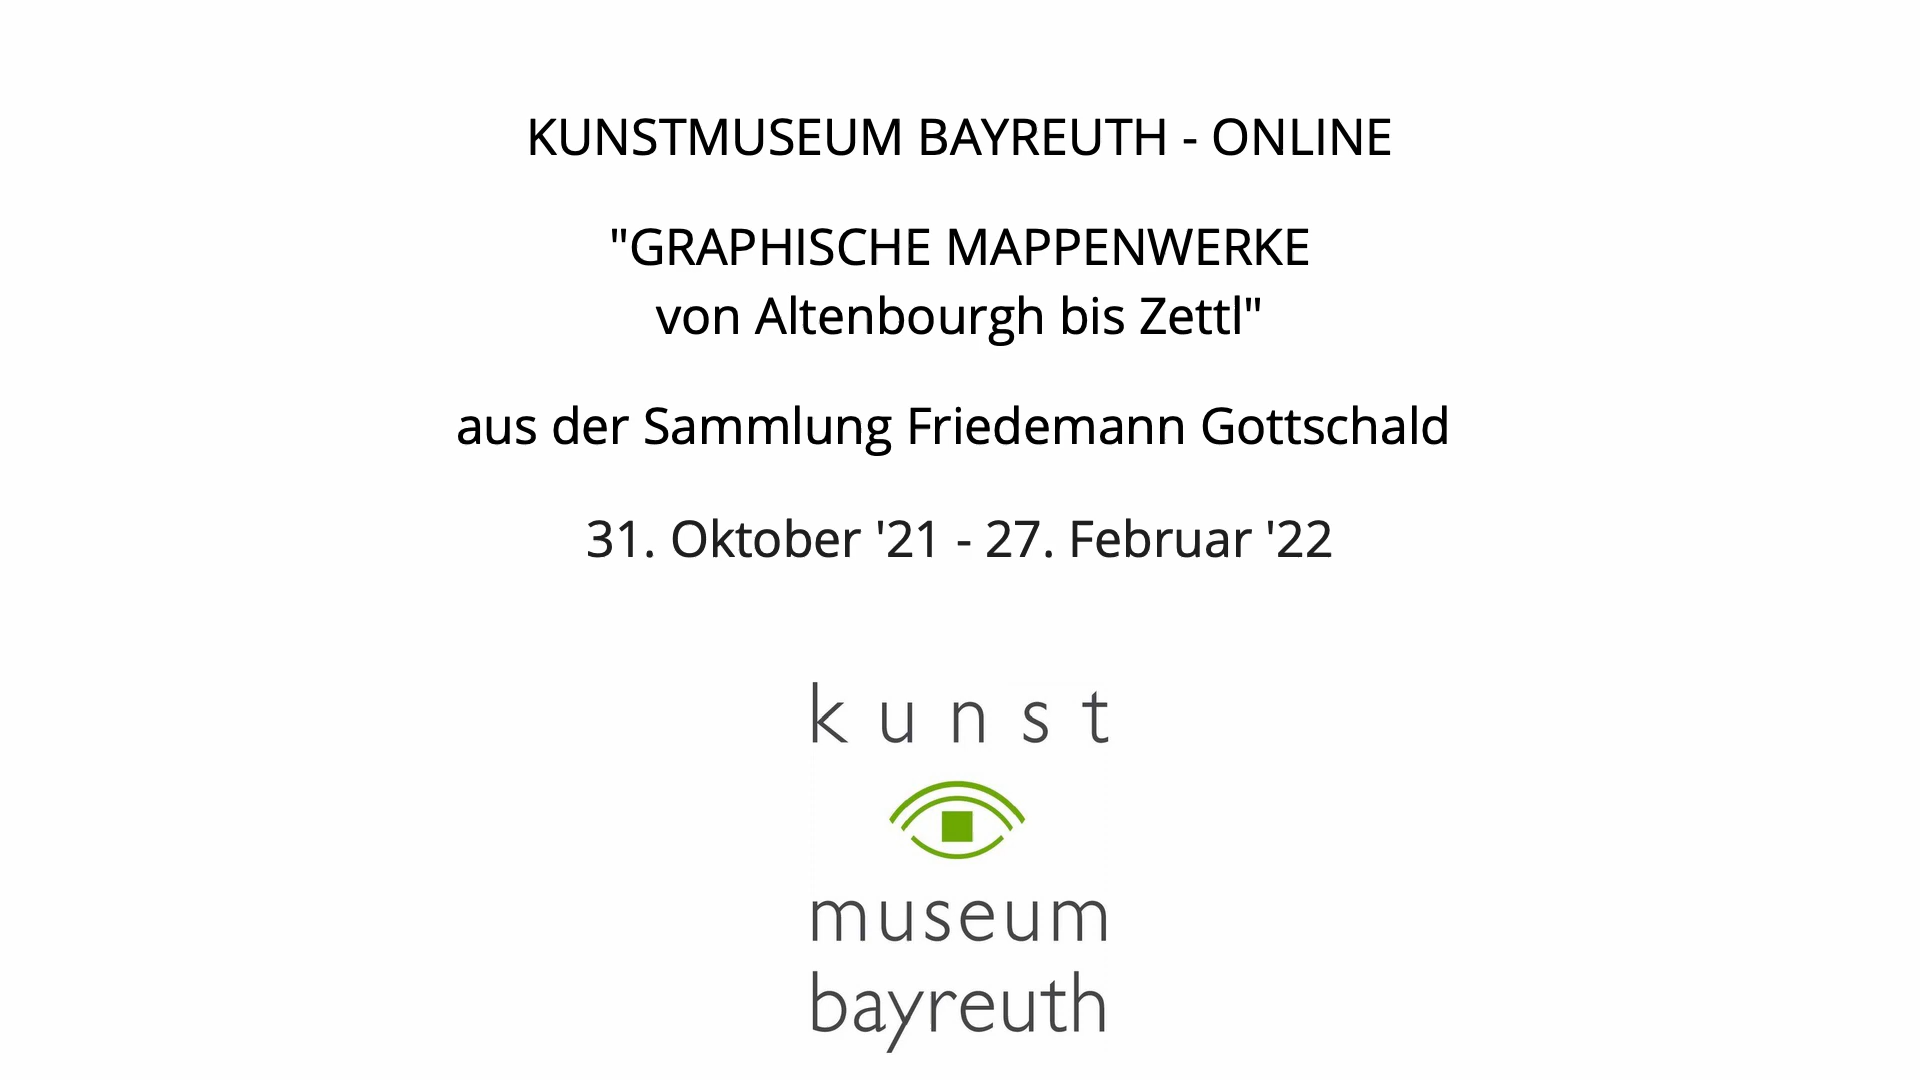 KUNSTMUSEUM BAYREUTH - ONLINE
"GRAPHISCHE MAPPENWERKE
von Altenbourgh bis Zettl"
aus der Sammlung Friedemann Gottschald
31. Oktober '21 - 27. Februar '22
kunst
museum
bayreuth